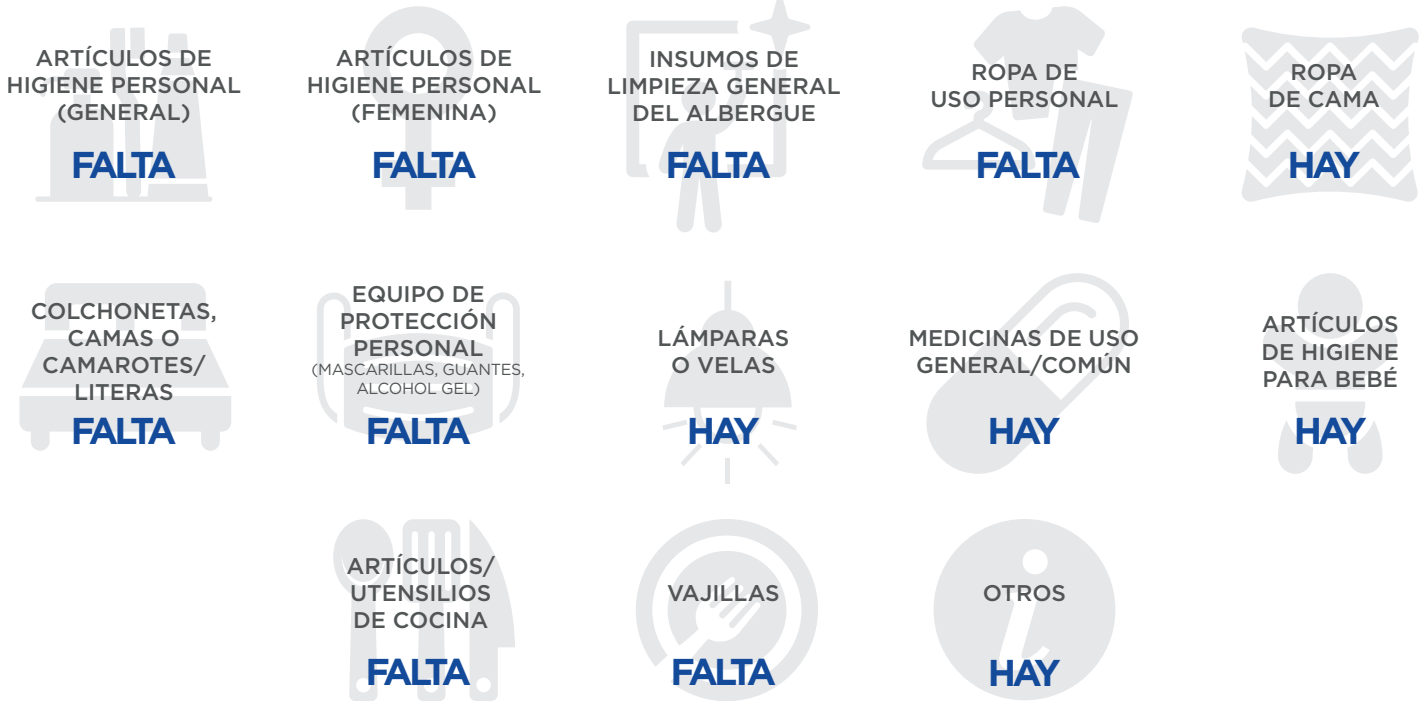 ARTÍCULOS DE
HIGIENE PERSONAL
(GENERAL)
FALTA
ARTÍCULOS DE
HIGIENE PERSONAL
(FEMENINA)
FALTA
INSUMOS DE
LIMPIEZA GENERAL
DEL ALBERGUE
FALTA
ROPA DE
USO PERSONAL
FALTA
ROPA
DE CAMA
HAY
COLCHONETAS,
CAMAS O
CAMAROTES/
LITERAS
FALTA
EQUIPO DE
PROTECCIÓN
PERSONAL
(MASCARILLAS, GUANTES,
ALCOHOL GEL)
FALTA
LÁMPARAS
O VELAS
HAY
MEDICINAS DE USO
GENERAL/COMÚN
HAY
ARTÍCULOS
DE HIGIENE
PARA BEBÉ
HAY
ARTÍCULOS/
UTENSILIOS
DE COCINA
FALTA
VAJILLAS
FALTA
OTROS
HAY